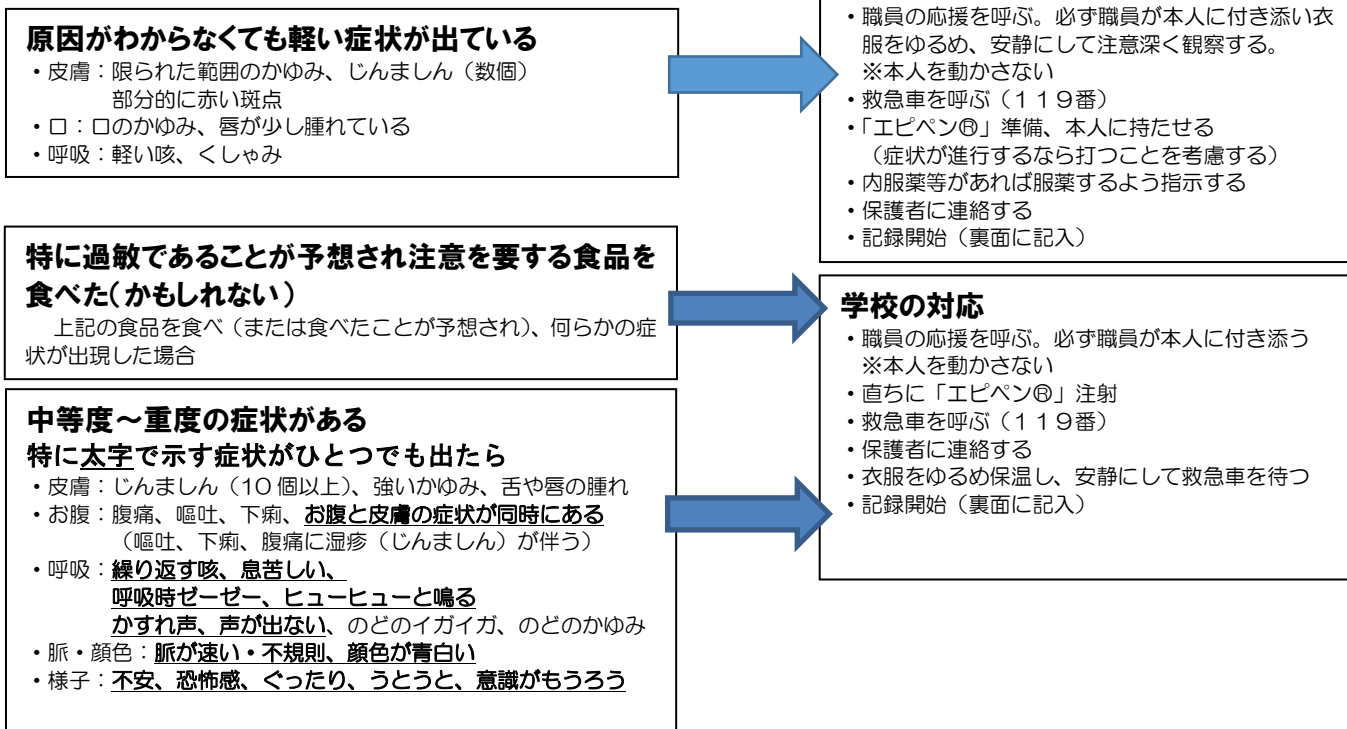 原因がわからなくても軽い症状が出ている
・皮膚：限られた範囲のかゆみ、じんましん（数個）
部分的に赤い斑点
・口：口のかゆみ、唇が少し腫れている
・呼吸：軽い咳、くしゃみ
・職員の応援を呼ぶ。必ず職員が本人に付き添い衣
服をゆるめ、安静にして注意深く観察する。
※本人を動かさない
・救急車を呼ぶ（１１９番）
・「エピペン®」準備、本人に持たせる
（症状が進行するなら打つことを考慮する）
・内服薬等があれば服薬するよう指示する
・保護者に連絡する
・記録開始（裏面に記入）
特に過敏であることが予想され注意を要する食品を
食べた（かもしれない）
上記の食品を食べ（または食べたことが予想され）、何らかの症
状が出現した場合
中等度～重度の症状がある
特に太字で示す症状がひとつでも出たら
・皮膚：じんましん（10個以上）、強いかゆみ、舌や唇の腫れ
・お腹：腹痛、嘔吐、下痢、お腹と皮膚の症状が同時にある
（嘔吐、下痢、腹痛に湿疹（じんましん）が伴う）
・呼吸：繰り返す咳、息苦しい、
呼吸時ゼーゼー、ヒューヒューと鳴る
かすれ声、声が出ない、のどのイガイガ、のどのかゆみ
・脈・顔色：脈が速い・不規則、顔色が青白い
・様子：不安、恐怖感、ぐったり、うとうと、意識がもうろう
学校の対応
・職員の応援を呼ぶ。必ず職員が本人に付き添う
※本人を動かさない
・直ちに「エピペン®」注射
・救急車を呼ぶ（１１９番）
・保護者に連絡する
・衣服をゆるめ保温し、安静にして救急車を待つ
・記録開始（裏面に記入）